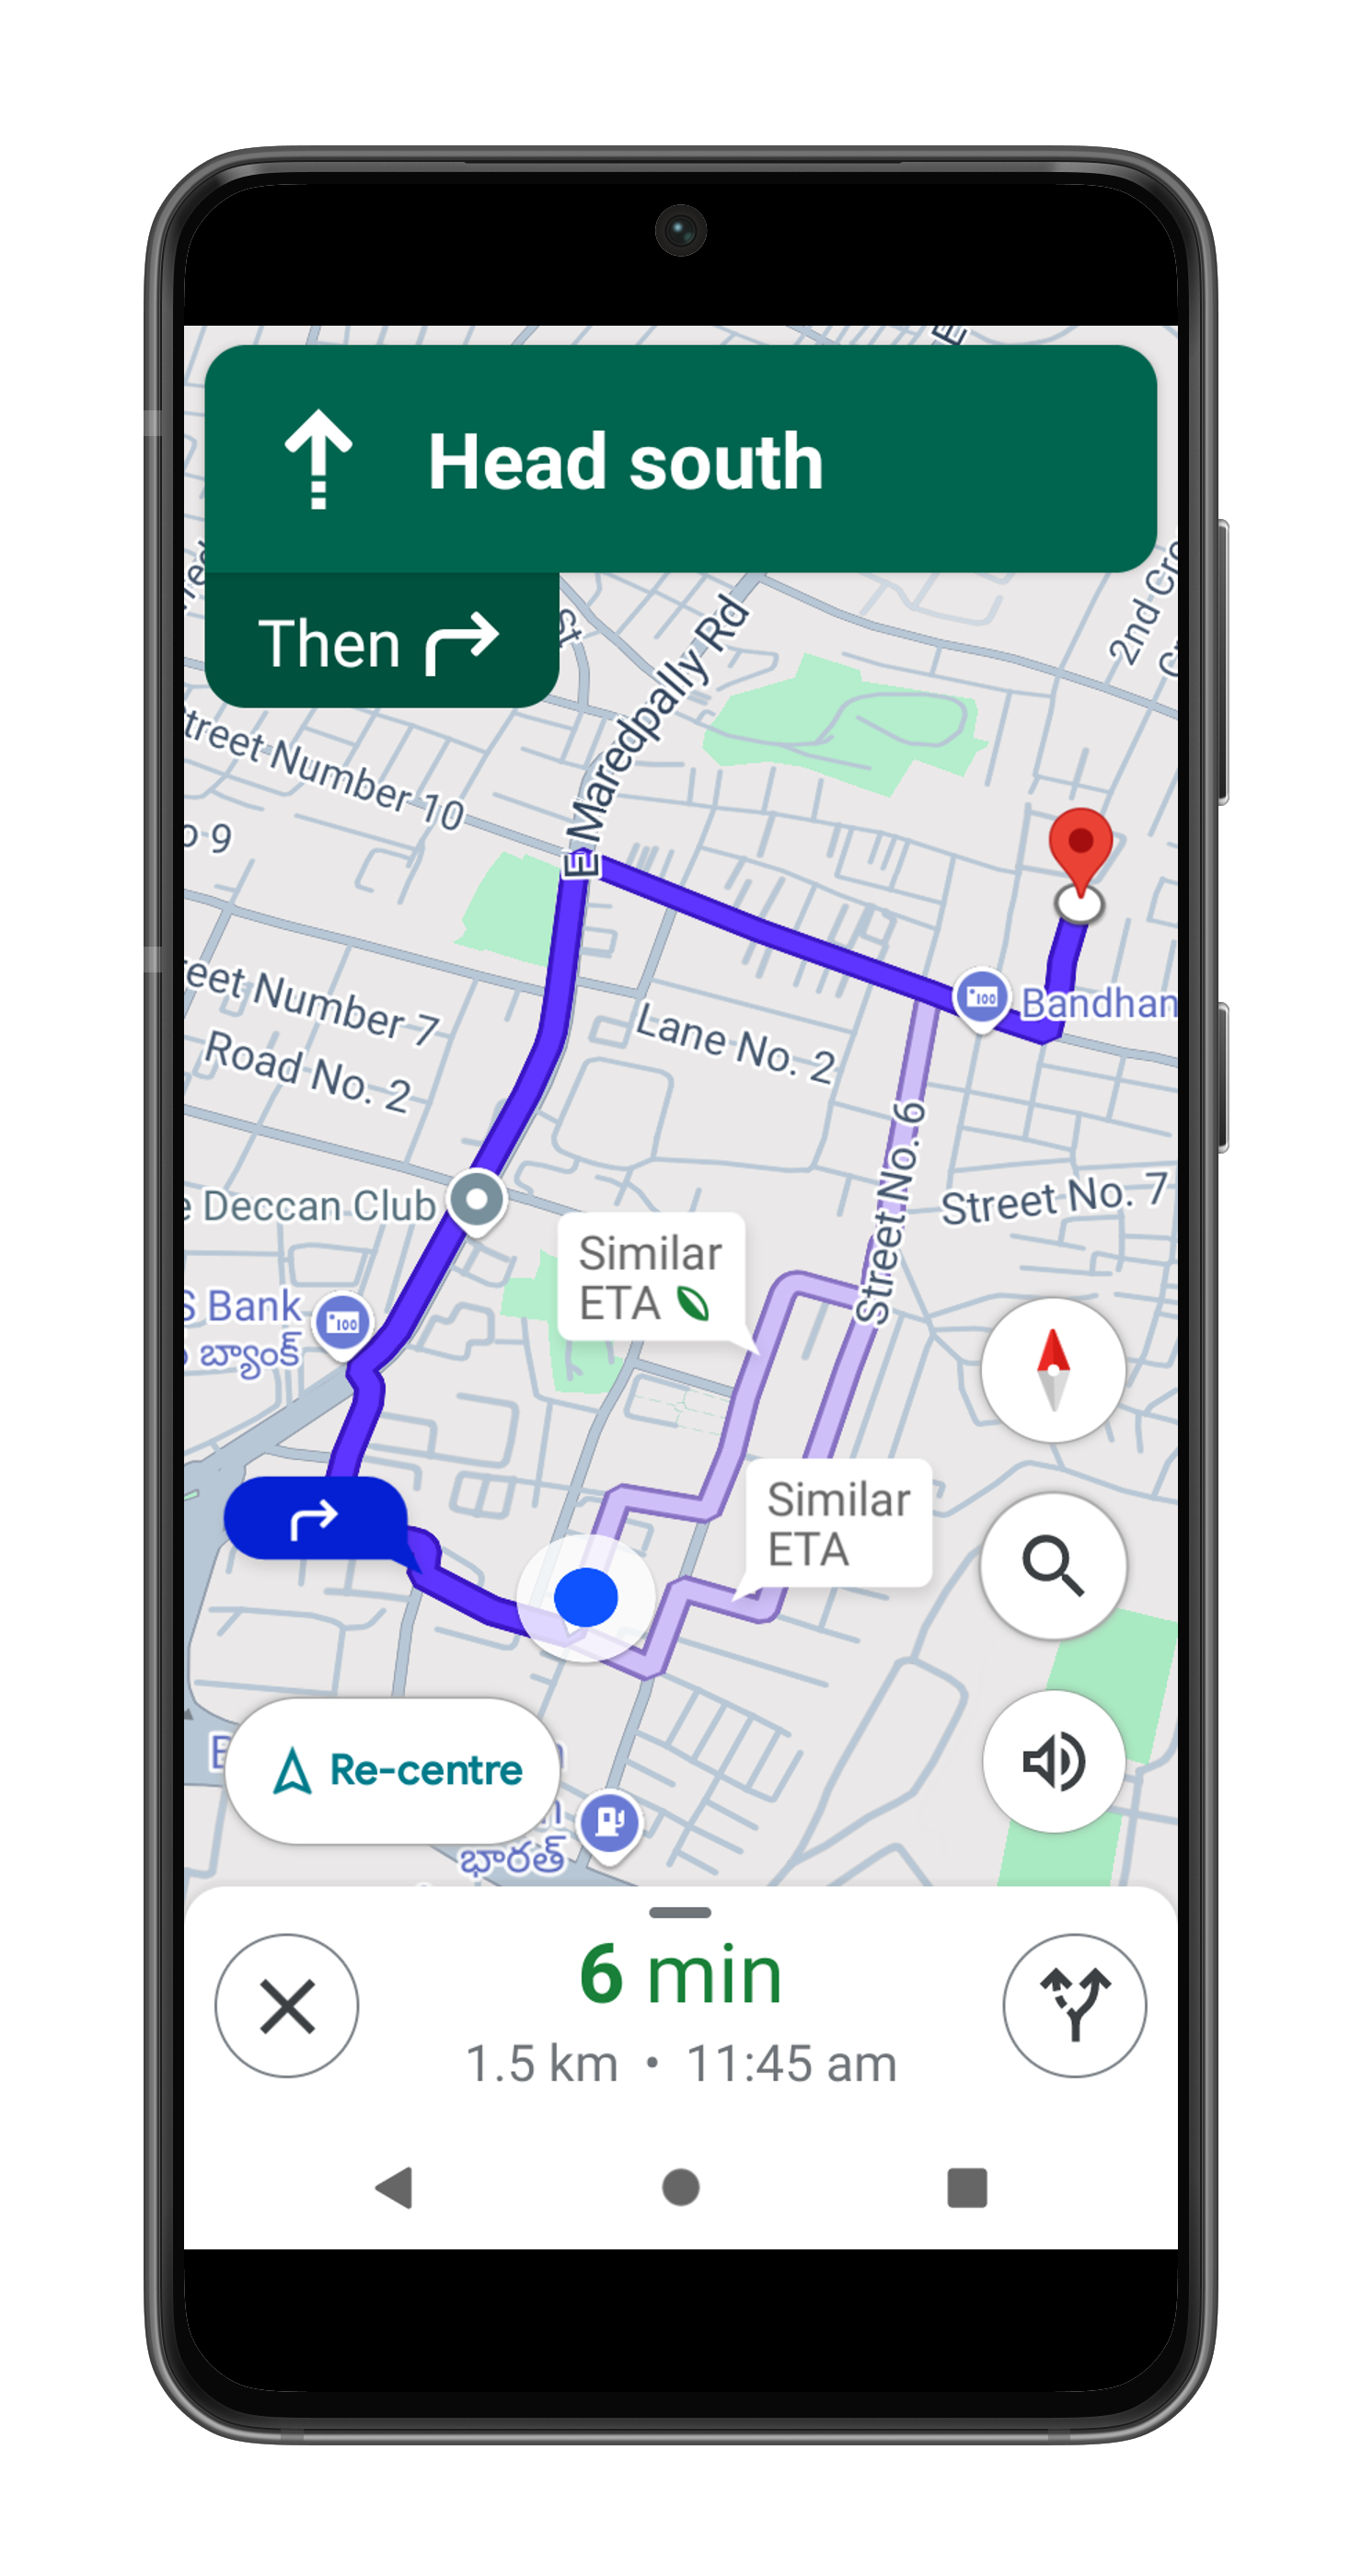 Head south
Then
St
E Maredpally Rd
2nd Cro
treet Number 10
o 9
reet Number 7
Road No. 2
Lane No. 2
Bandhan
Street No. 6
Street No. 7
e Deccan Club
Similar
ETA
S Bank
బ్యాంక్
Similar
ETA
Re-centre
భారత్
6 min
1.5 km • 11:45 am